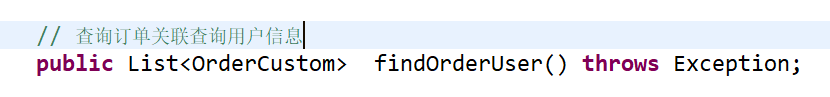 // 查询订单关联查询用户信息
public List<OrderCustom>  findOrderUser() throws Exception;